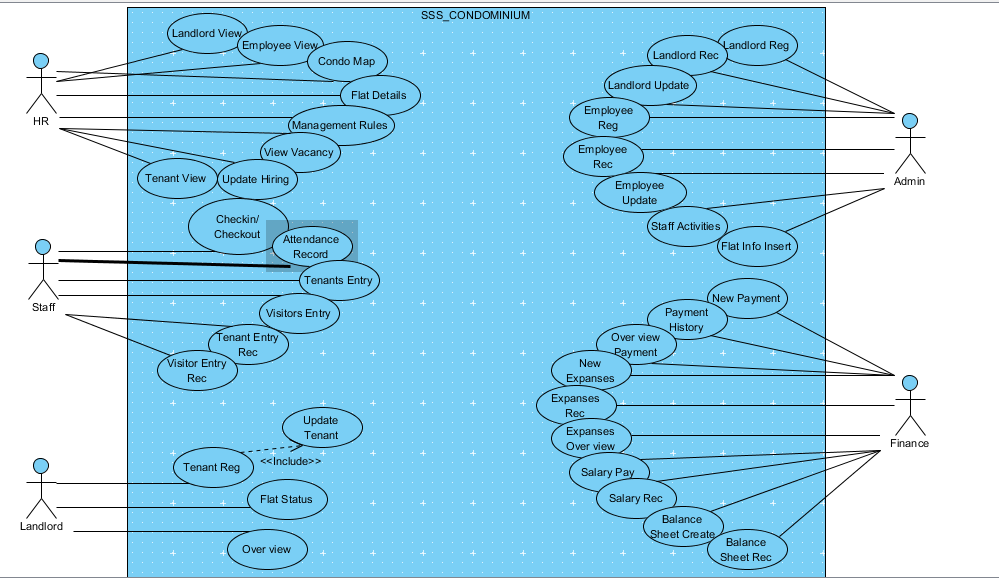 SSS_CONDOMINIUM
Landlord View
Employee View
Condo Map
Flat Details
Management Rules
View Vacancy
Tenant View
Update Hiring
HR
Checkin/
Checkout
Attendance
Record
Tenants Entry
Visitors Entry
Tenant Entry
Rec
Visitor Entry
Rec
Staff
Update
Tenant
<<Include>>
Tenant Reg
Flat Status
Over view
Landlord
Landlord Reg
Landlord Rec
Landlord Update
Employee
Reg
Employee
Rec
Employee
Update
Staff Activities
Flat Info Insert
Admin
New Payment
Payment
History
Over view
Payment
New
Expanses
Expanses
Rec
Expanses
Over view
Salary Pay
Salary Rec
Balance
Sheet Create
Balance
Sheet Rec
Finance